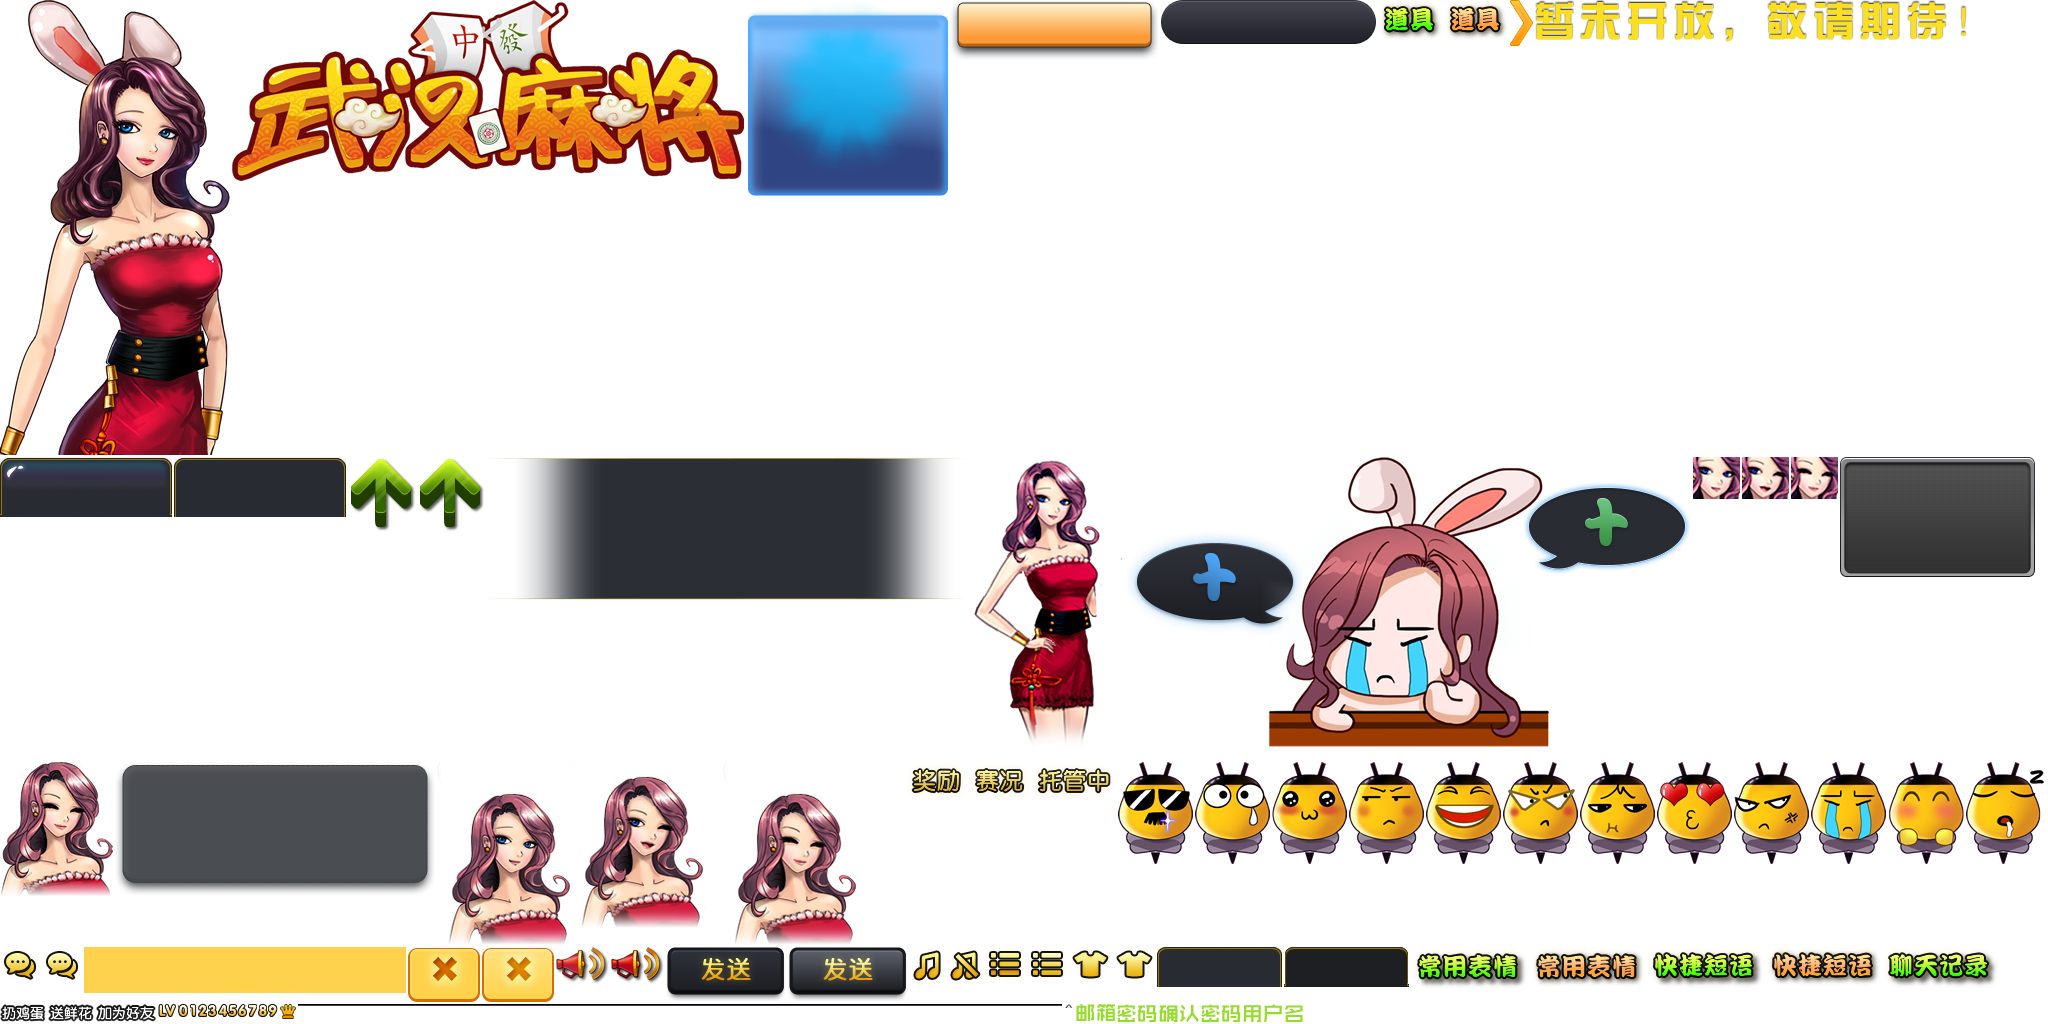 中 發
武汉麻将
道具 道具
暂未开放，敬请期待！
奖励 赛况 托管中
z
发送 发送
常用表情 常用表情 快捷短语 快捷短语 聊天记录
扔鸡蛋 送鲜花 加为好友 LV 0123456789
邮箱密码确认密码用户名